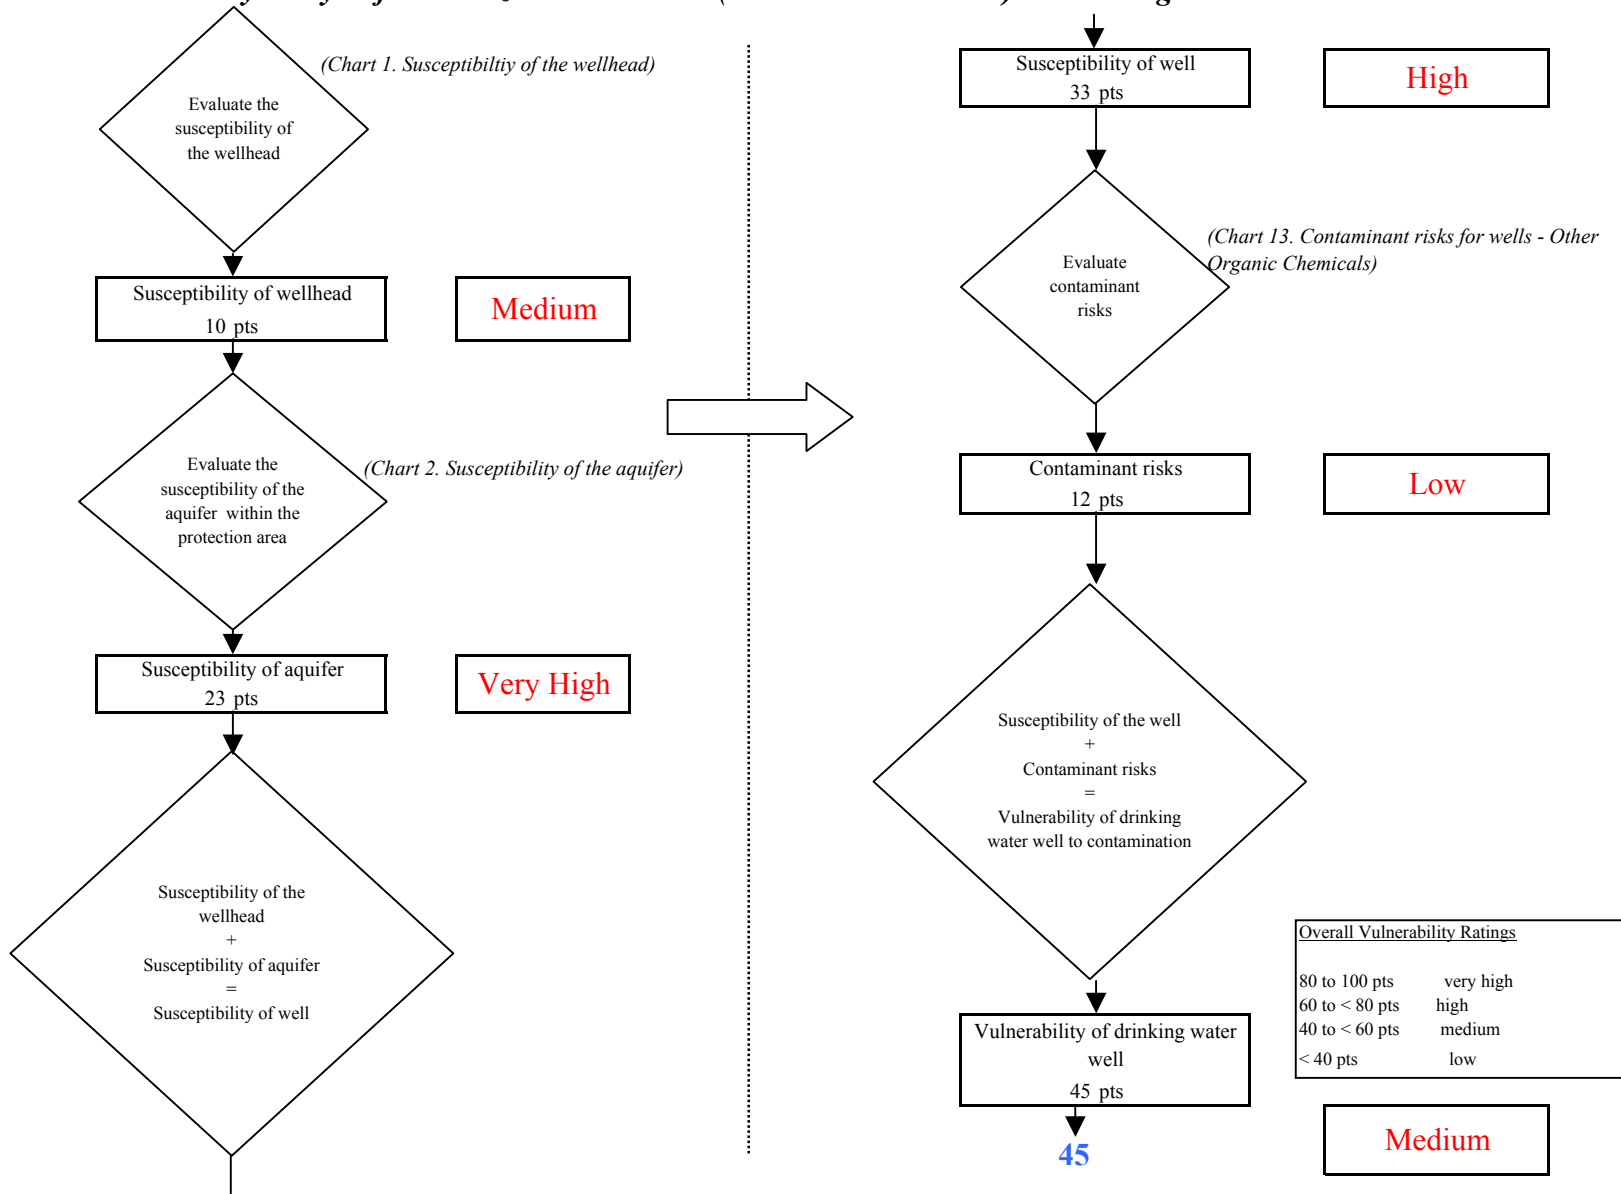 (Chart 1. Susceptibiltiy of the wellhead)
Evaluate the
susceptibility of
the wellhead
Susceptibility of wellhead
10 pts
Medium
Evaluate the
susceptibility of the
aquifer within the
protection area
(Chart 2. Susceptibility of the aquifer)
Susceptibility of aquifer
23 pts
Very High
Susceptibility of the
wellhead
+
Susceptibility of aquifer
=
Susceptibility of well
Susceptibility of well
33 pts
High
(Chart 13. Contaminant risks for wells - Other
Organic Chemicals)
Evaluate
contaminant
risks
Contaminant risks
12 pts
Low
Susceptibility of the well
+
Contaminant risks
=
Vulnerability of drinking
water well to contamination
Overall Vulnerability Ratings
80 to 100 pts very high
60 to < 80 pts high
40 to < 60 pts medium
< 40 pts low
Vulnerability of drinking water
well
45 pts
45
Medium